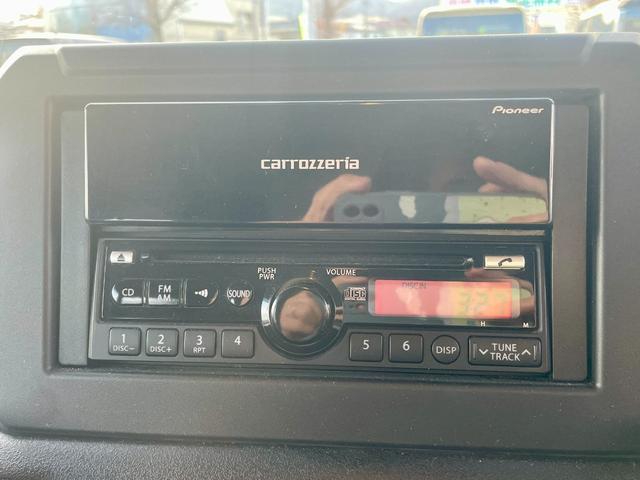 Pioneer
carrozzeria
PUSH
PWR
VOLUME
CD
FM
AM
SOUND
DISC
DISC IN
H M
1
DISC−
2
DISC+
3
RPT
4
5
6
DISP
TUNE
TRACK